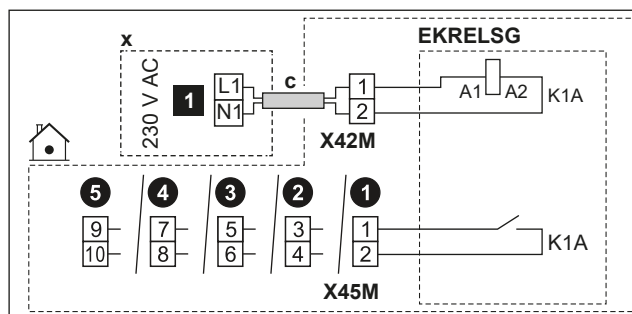 x
EKRELSG
230 V AC
1
L1
N1
c
1
2
A1 A2
K1A
X42M
5 4 3 2 1
9 7 5 3 1
10 8 6 4 2
K1A
X45M